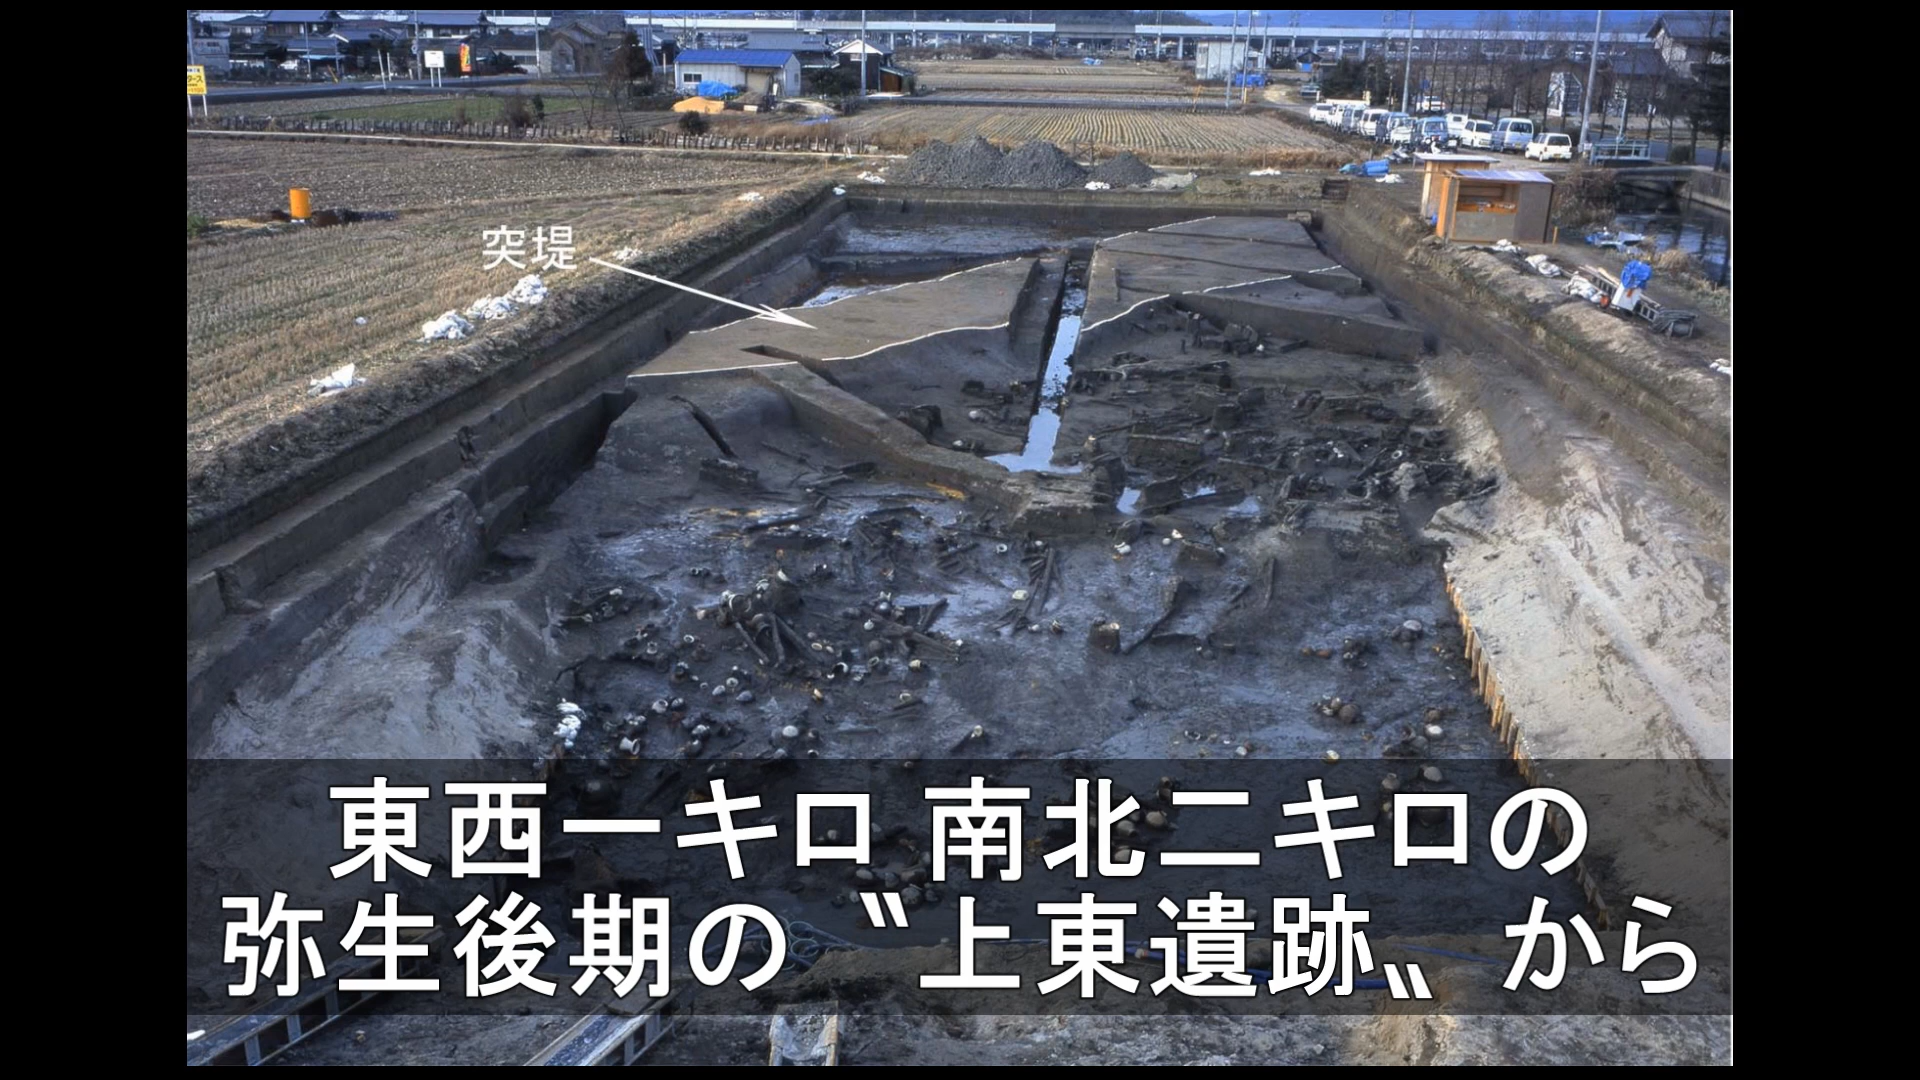 突堤
東西一キロ 南北二キロの
弥生後期の〝上東遺跡〟から